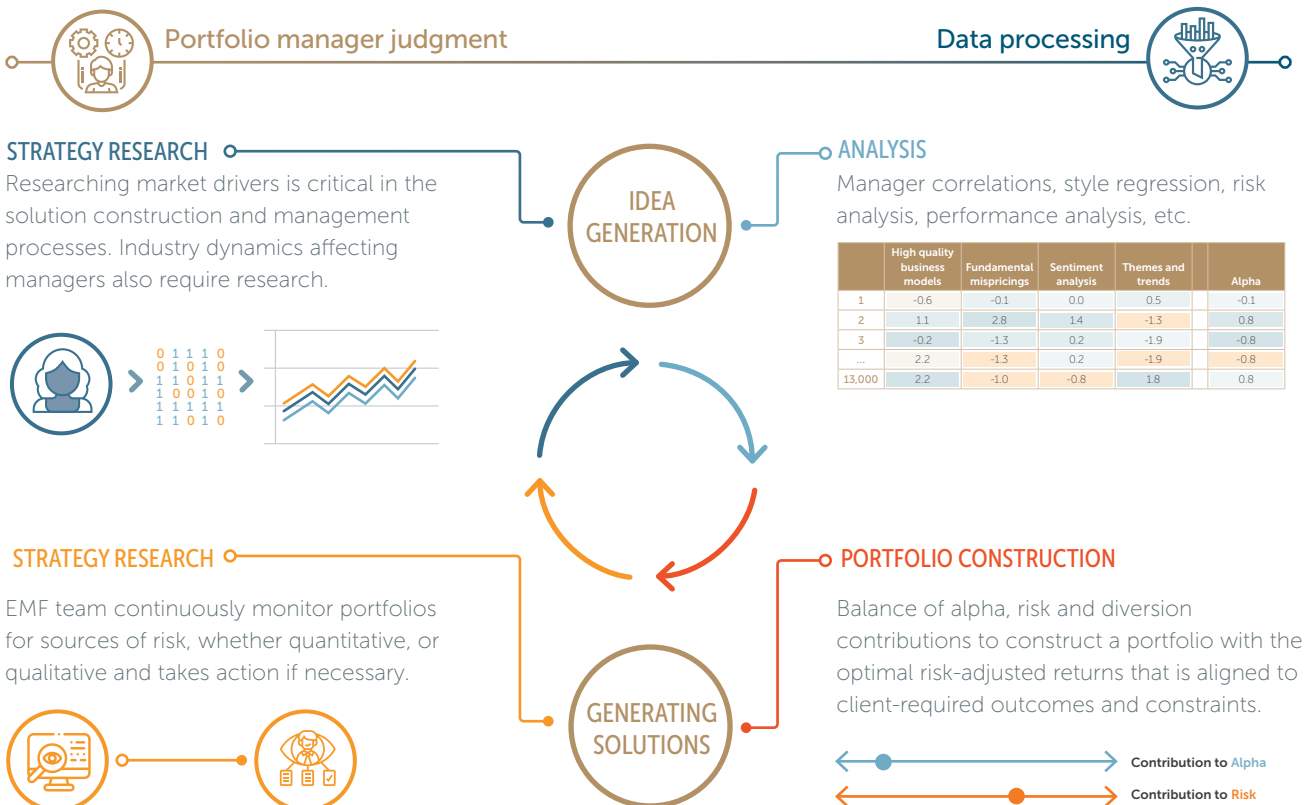 Portfolio manager judgment
Data processing
STRATEGY RESEARCH
Researching market drivers is critical in the
solution construction and management
processes. Industry dynamics affecting
managers also require research.
0 1 1 1 0
0 1 0 1 0
1 1 0 1 1
1 0 0 1 0
1 1 1 1 1
1 1 0 1 0
IDEA
GENERATION
ANALYSIS
Manager correlations, style regression, risk
analysis, performance analysis, etc.
High quality business models | Fundamental mispricings | Sentiment analysis | Themes and trends | Alpha
1 -0.6 -0.1 0.0 0.5 -0.1
2 1.1 2.8 1.4 -1.3 0.8
3 -0.2 -1.3 0.2 -1.9 -0.8
... 2.2 -1.3 0.2 -1.9 -0.8
13,000 2.2 -1.0 -0.8 1.8 0.8
STRATEGY RESEARCH
EMF team continuously monitor portfolios
for sources of risk, whether quantitative, or
qualitative and takes action if necessary.
GENERATING
SOLUTIONS
PORTFOLIO CONSTRUCTION
Balance of alpha, risk and diversion
contributions to construct a portfolio with the
optimal risk-adjusted returns that is aligned to
client-required outcomes and constraints.
Contribution to Alpha
Contribution to Risk